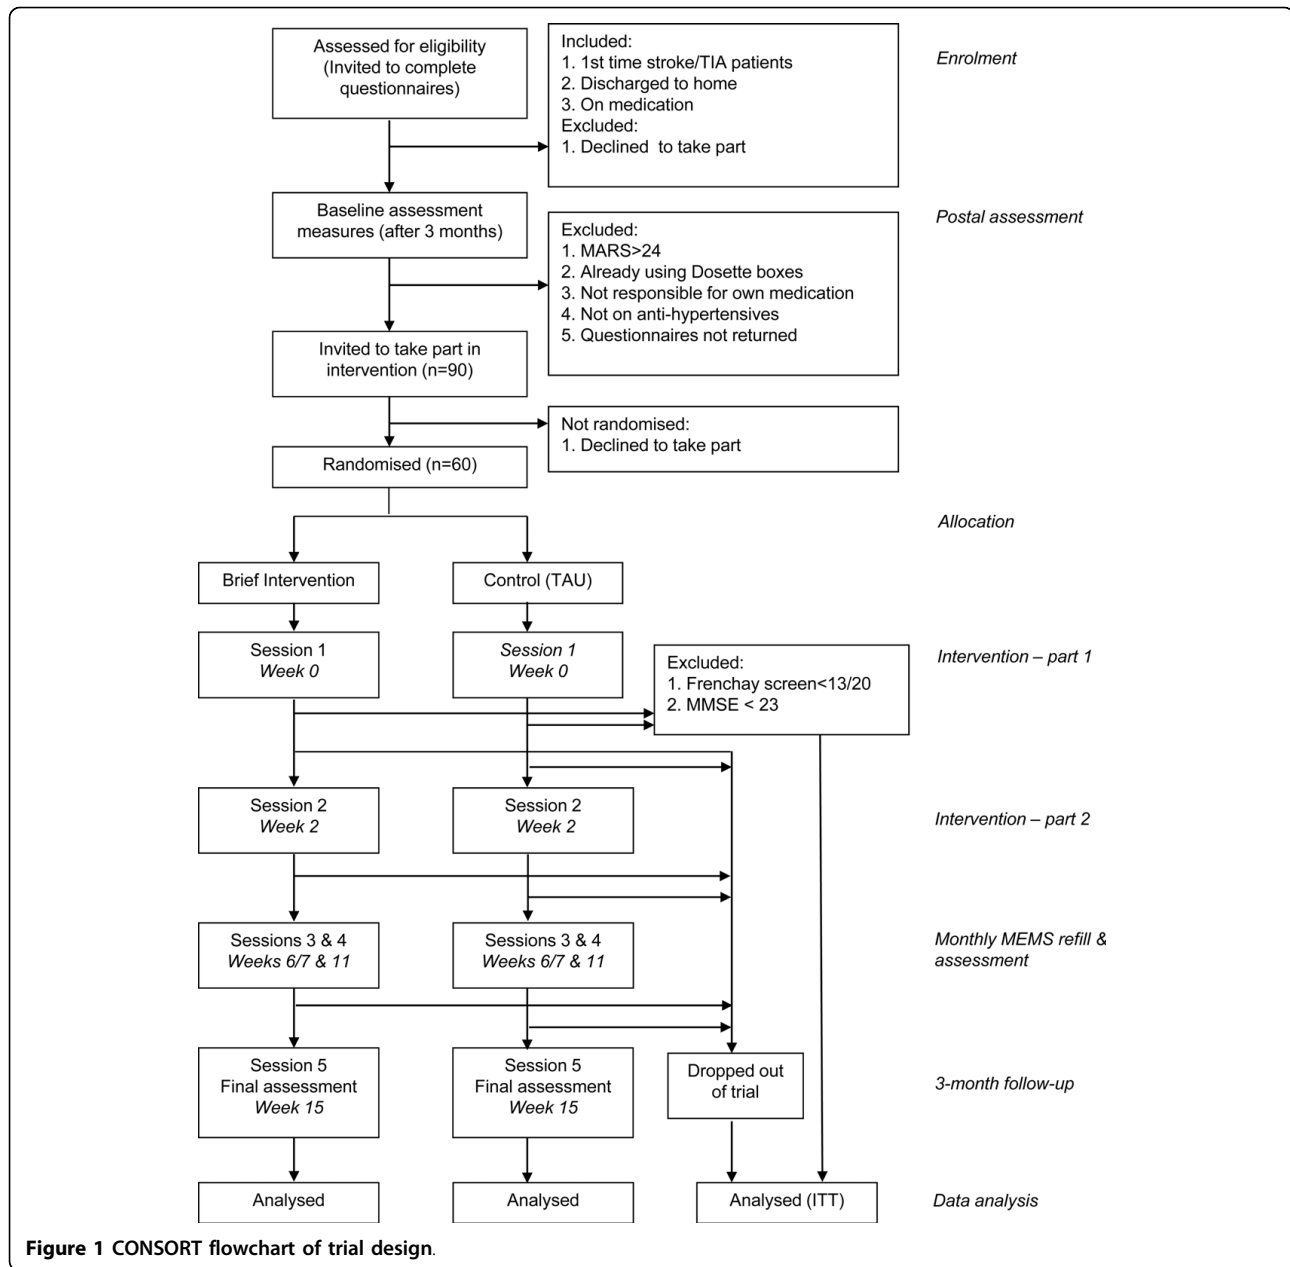 Assessed for eligibility
(Invited to complete
questionnaires)
Included:
1. 1st time stroke/TIA patients
2. Discharged to home
3. On medication
Excluded:
1. Declined to take part
Enrolment
Baseline assessment
measures (after 3 months)
Excluded:
1. MARS>24
2. Already using Dosette boxes
3. Not responsible for own medication
4. Not on anti-hypertensives
5. Questionnaires not returned
Postal assessment
Invited to take part in
intervention (n=90)
Not randomised:
1. Declined to take part
Randomised (n=60)
Allocation
Brief Intervention
Control (TAU)
Session 1
Week 0
Session 1
Week 0
Excluded:
1. Frenchay screen<13/20
2. MMSE < 23
Intervention – part 1
Session 2
Week 2
Session 2
Week 2
Intervention – part 2
Sessions 3 & 4
Weeks 6/7 & 11
Sessions 3 & 4
Weeks 6/7 & 11
Monthly MEMS refill &
assessment
Session 5
Final assessment
Week 15
Session 5
Final assessment
Week 15
Dropped out
of trial
3-month follow-up
Analysed
Analysed
Analysed (ITT)
Data analysis
Figure 1 CONSORT flowchart of trial design.